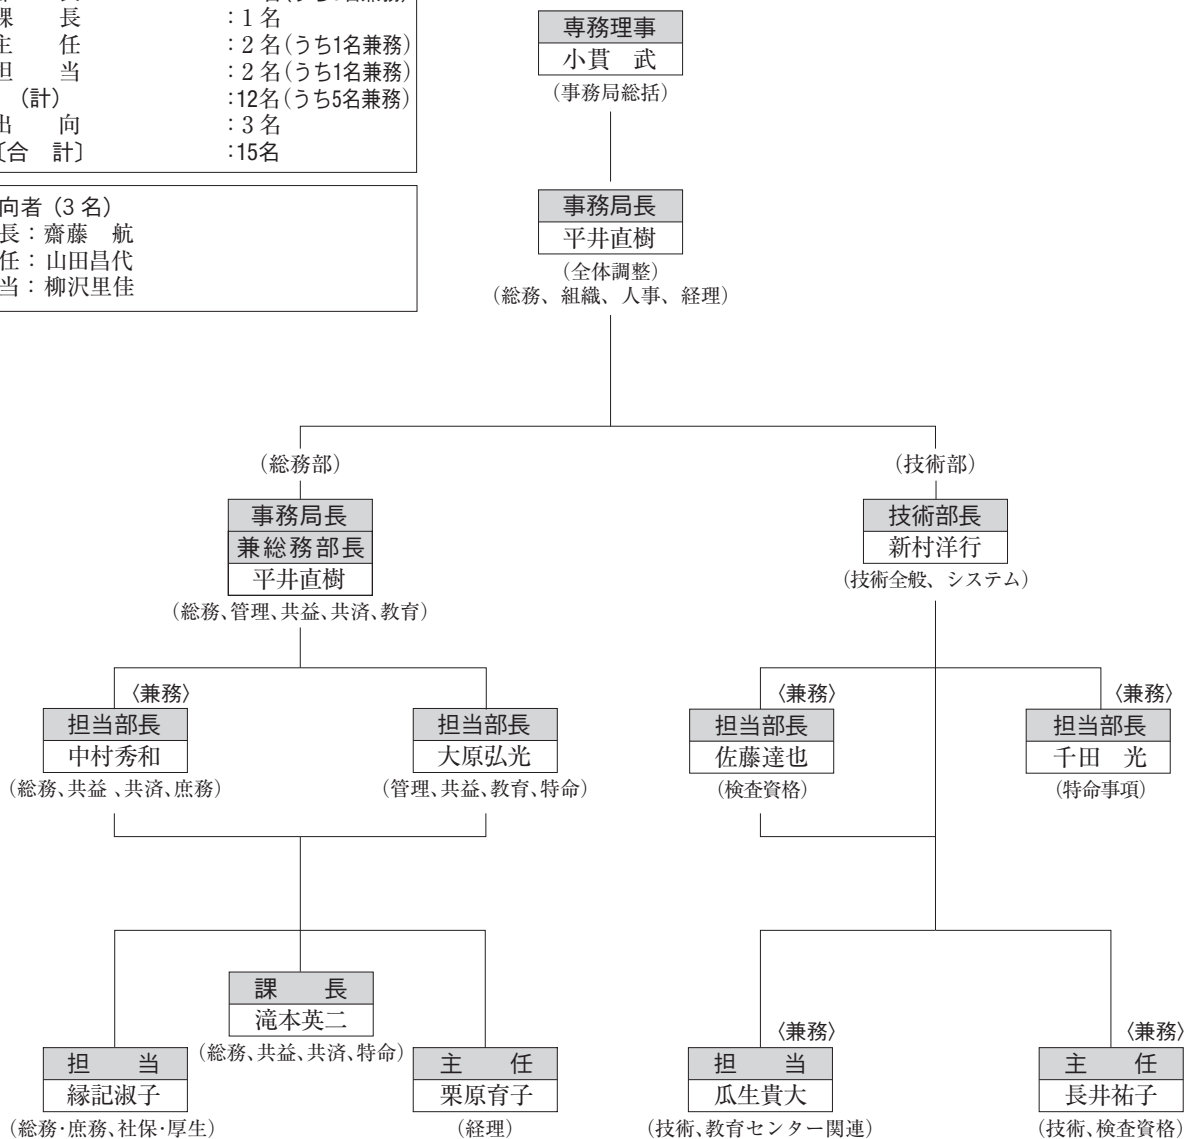 課　　長　：1 名
主　　任　：2 名（うち1名兼務）
担　　当　：2 名（うち1名兼務）
（計）　：12名（うち5名兼務）
出　　向　：3 名
〔合　計〕　：15名
向者（3 名）
長：齋藤　航
任：山田昌代
当：柳沢里佳
専務理事
小貫　武
（事務局総括）
事務局長
平井直樹
（全体調整）
（総務、組織、人事、経理）
（総務部）
事務局長
兼総務部長
平井直樹
（総務、管理、共益、共済、教育）
（技術部）
技術部長
新村洋行
（技術全般、システム）
〈兼務〉
担当部長
中村秀和
（総務、共益、共済、庶務）
担当部長
大原弘光
（管理、共益、教育、特命）
〈兼務〉
担当部長
佐藤達也
（検査資格）
〈兼務〉
担当部長
千田　光
（特命事項）
課　　長
滝本英二
（総務、共益、共済、特命）
担　　当
縁記淑子
（総務・庶務、社保・厚生）
主　　任
栗原育子
（経理）
〈兼務〉
担　　当
瓜生貴大
（技術、教育センター関連）
〈兼務〉
主　　任
長井祐子
（技術、検査資格）